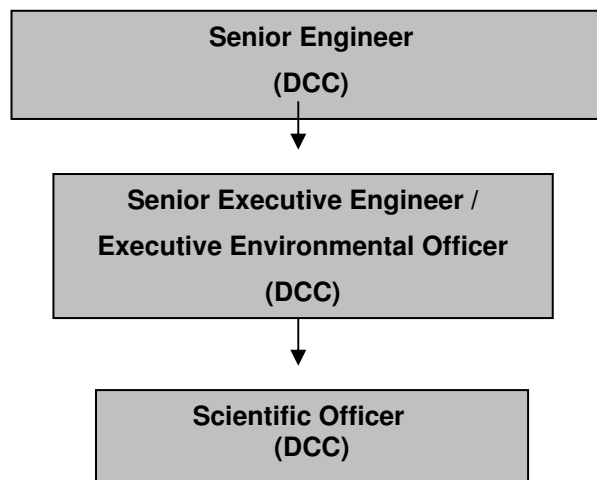 Senior Engineer
(DCC)
Senior Executive Engineer /
Executive Environmental Officer
(DCC)
Scientific Officer
(DCC)